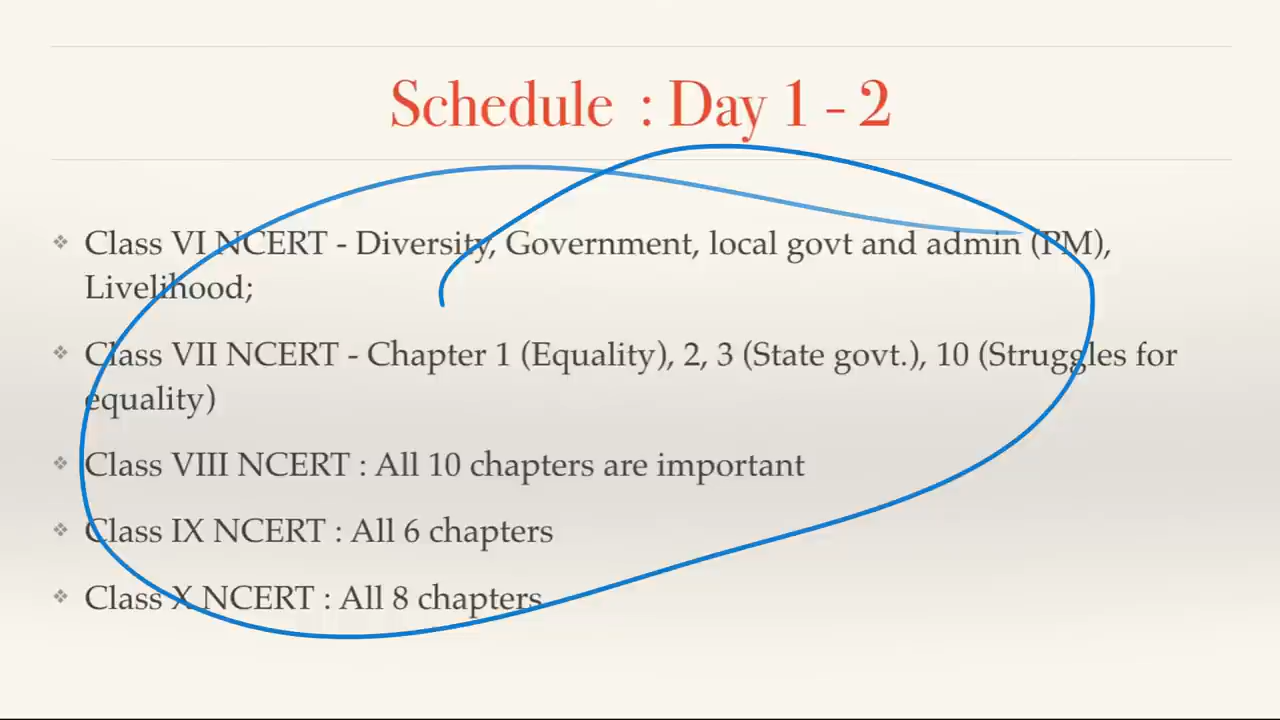 Schedule : Day 1 - 2
❖ Class VI NCERT - Diversity, Government, local govt and admin (PM),
Livelihood;
❖ Class VII NCERT - Chapter 1 (Equality), 2, 3 (State govt.), 10 (Struggles for
equality)
❖ Class VIII NCERT : All 10 chapters are important
❖ Class IX NCERT : All 6 chapters
❖ Class X NCERT : All 8 chapters